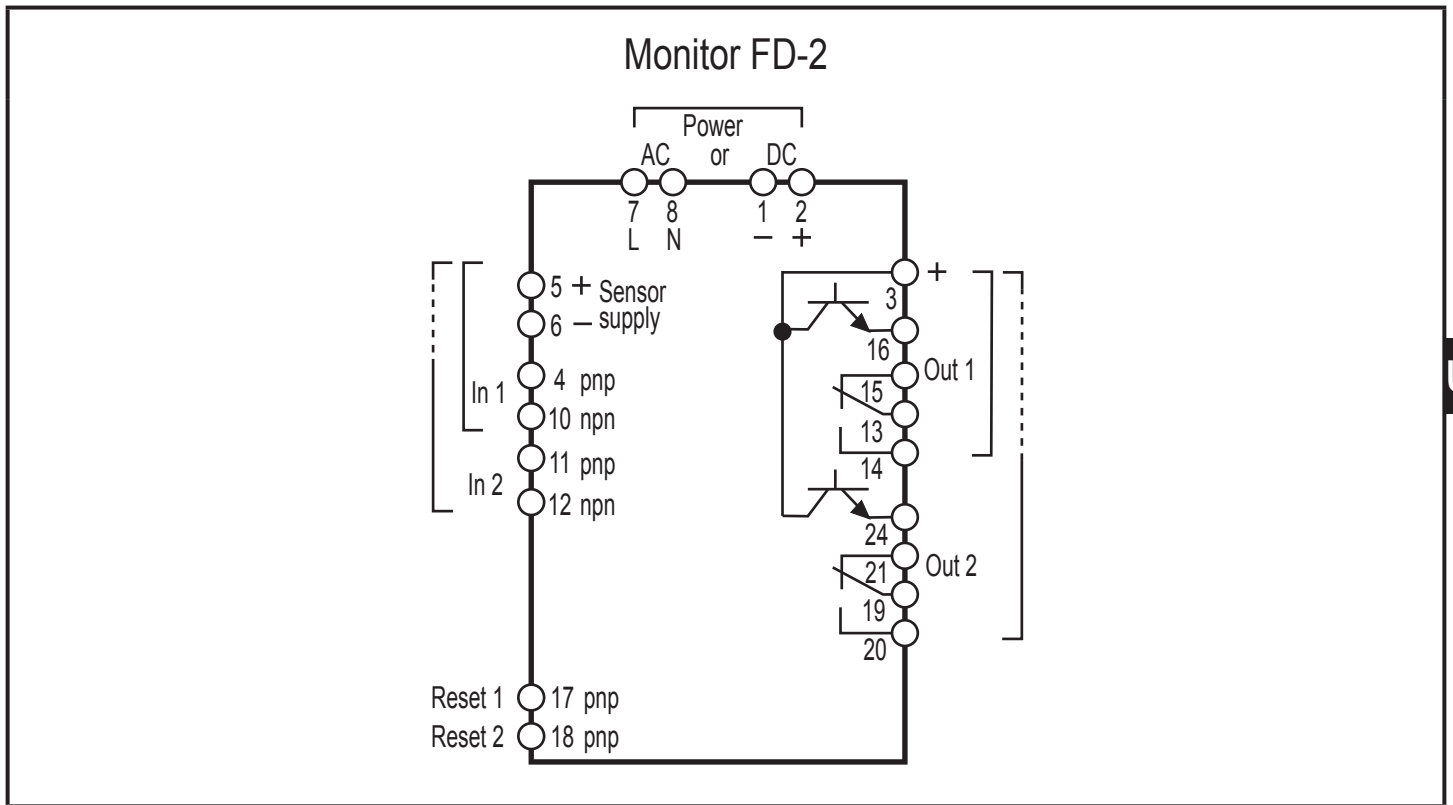 Monitor FD-2
Power
AC or DC
7 8 1 2
L N – +
5 + Sensor
6 – supply
In 1
4 pnp
10 npn
In 2
11 pnp
12 npn
Reset 1 17 pnp
Reset 2 18 pnp
+
3
16
15 Out 1
13
14
24
21 Out 2
19
20